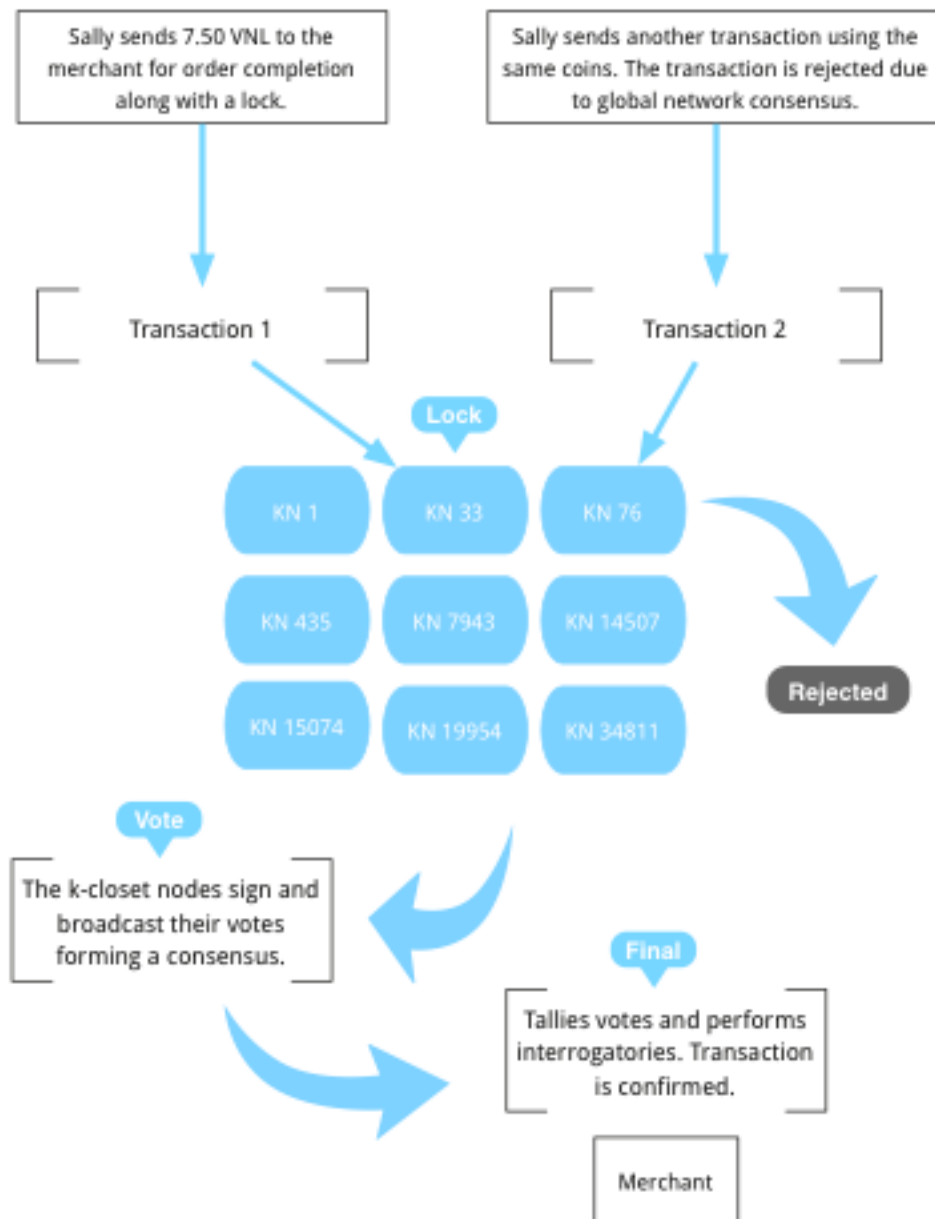 Sally sends 7.50 VNL to the
merchant for order completion
along with a lock.
Sally sends another transaction using the
same coins. The transaction is rejected due
to global network consensus.
Transaction 1
Transaction 2
Lock
KN 1
KN 33
KN 76
KN 435
KN 7943
KN 14507
KN 15074
KN 19954
KN 34811
Rejected
Vote
The k-closet nodes sign and
broadcast their votes
forming a consensus.
Final
Tallies votes and performs
interrogatories. Transaction
is confirmed.
Merchant